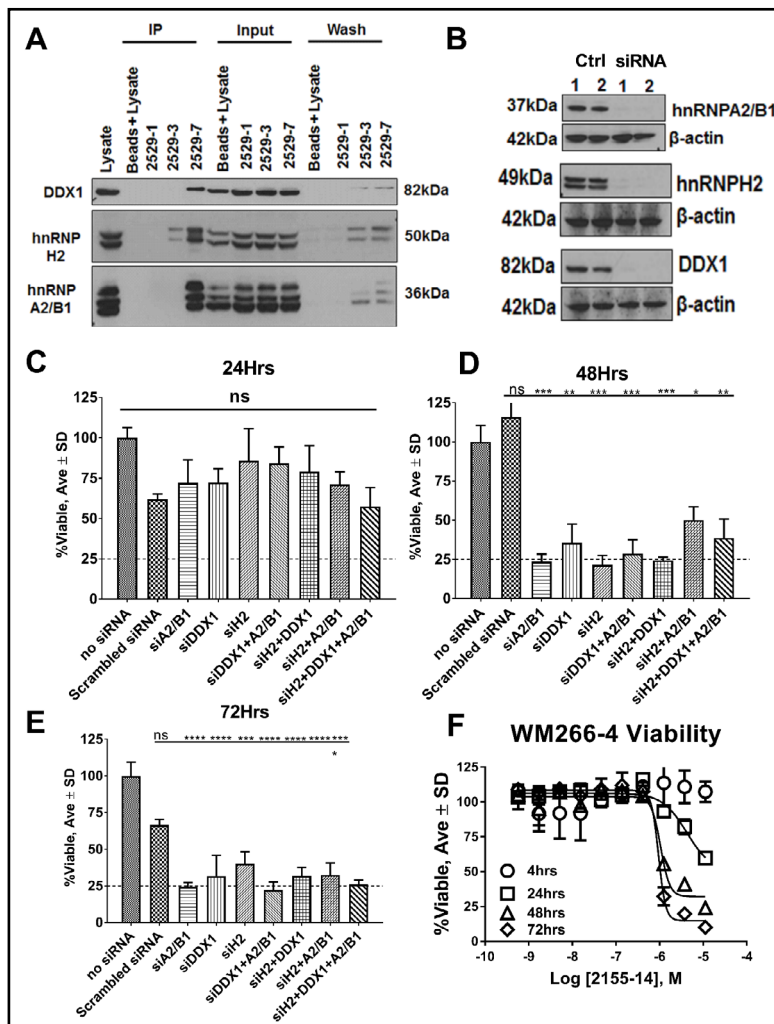 A
IP Input Wash
Lysate
Beads + Lysate
2529-1
2529-3
2529-7
Beads + Lysate
2529-1
2529-3
2529-7
Beads + Lysate
2529-1
2529-3
2529-7
DDX1 82kDa
hnRNP
H2
50kDa
hnRNP
A2/B1
36kDa
B
Ctrl siRNA
1 2 1 2
37kDa hnRNPA2/B1
42kDa β-actin
49kDa hnRNPH2
42kDa β-actin
82kDa DDX1
42kDa β-actin
C
24Hrs
ns
%Viable, Ave ± SD
125
100
75
50
25
0
no siRNA
Scrambled siRNA
siA2/B1
siDDX1
siH2
siDDX1+A2/B1
siH2+DDX1
siH2+A2/B1
siH2+DDX1+A2/B1
D
48Hrs
ns *** ** *** *** *** * **
%Viable, Ave ± SD
125
100
75
50
25
0
no siRNA
Scrambled siRNA
siA2/B1
siDDX1
siH2
siDDX1+A2/B1
siH2+DDX1
siH2+A2/B1
siH2+DDX1+A2/B1
E
72Hrs
ns **** **** *** **** **** **** ***
*
%Viable, Ave ± SD
125
100
75
50
25
0
no siRNA
Scrambled siRNA
siA2/B1
siDDX1
siH2
siDDX1+A2/B1
siH2+DDX1
siH2+A2/B1
siH2+DDX1+A2/B1
F
WM266-4 Viability
%Viable, Ave ± SD
125
100
75
50
25
0
4hrs
24hrs
48hrs
72hrs
-10 -9 -8 -7 -6 -5 -4
Log [2155-14], M